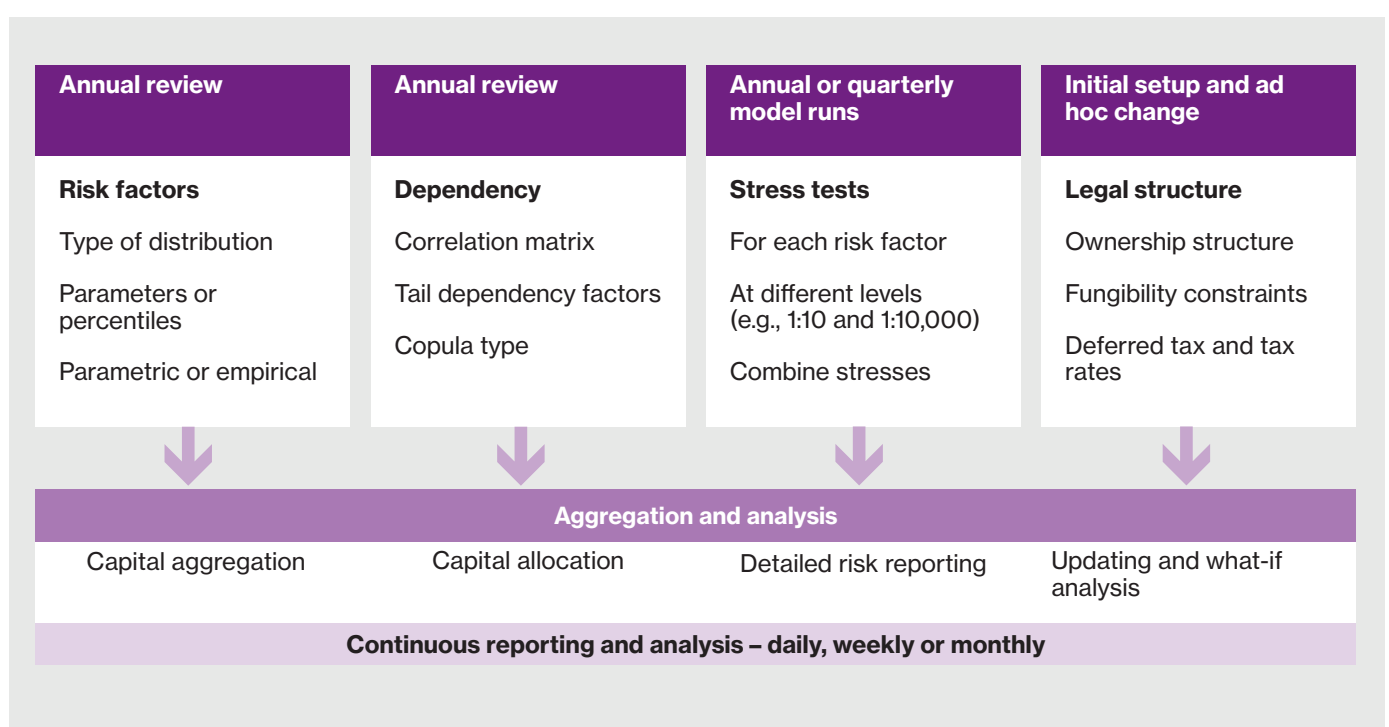 Annual review
Risk factors
Type of distribution
Parameters or
percentiles
Parametric or empirical
Annual review
Dependency
Correlation matrix
Tail dependency factors
Copula type
Annual or quarterly
model runs
Stress tests
For each risk factor
At different levels
(e.g., 1:10 and 1:10,000)
Combine stresses
Initial setup and ad
hoc change
Legal structure
Ownership structure
Fungibility constraints
Deferred tax and tax
rates
Aggregation and analysis
Capital aggregation
Capital allocation
Detailed risk reporting
Updating and what-if
analysis
Continuous reporting and analysis – daily, weekly or monthly